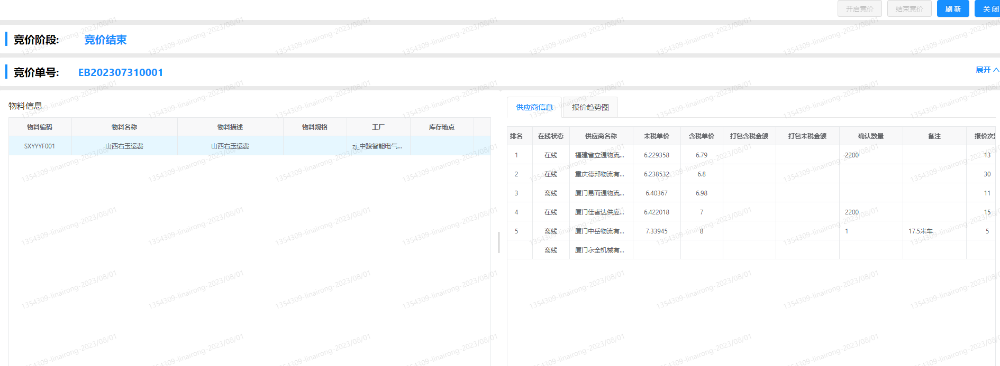 开启竞价 结束竞价 刷 新 关 闭
竞价阶段: 竞价结束
竞价单号: EB202307310001
展开
物料信息
物料编码 物料名称 物料描述 物料规格 工厂 库存地点
SXYYYF001 山西右玉运费 山西右玉运费 zj_中骏智能电气...
供应商信息 报价趋势图
排名 在线状态 供应商名称 未税单价 含税单价 打包含税金额 打包未税金额 确认数量 备注 报价次
1 在线 福建省立通物流... 6.229358 6.79 2200 13
2 在线 重庆德邦物流有... 6.238532 6.8 30
3 离线 厦门易而通物流... 6.40367 6.98 11
4 在线 厦门佳睿达供应... 6.422018 7 2200 15
5 离线 厦门中岳物流有... 7.33945 8 1 17.5米车 5
离线 厦门永全机械有...
1354309-linairong-2023/08/01